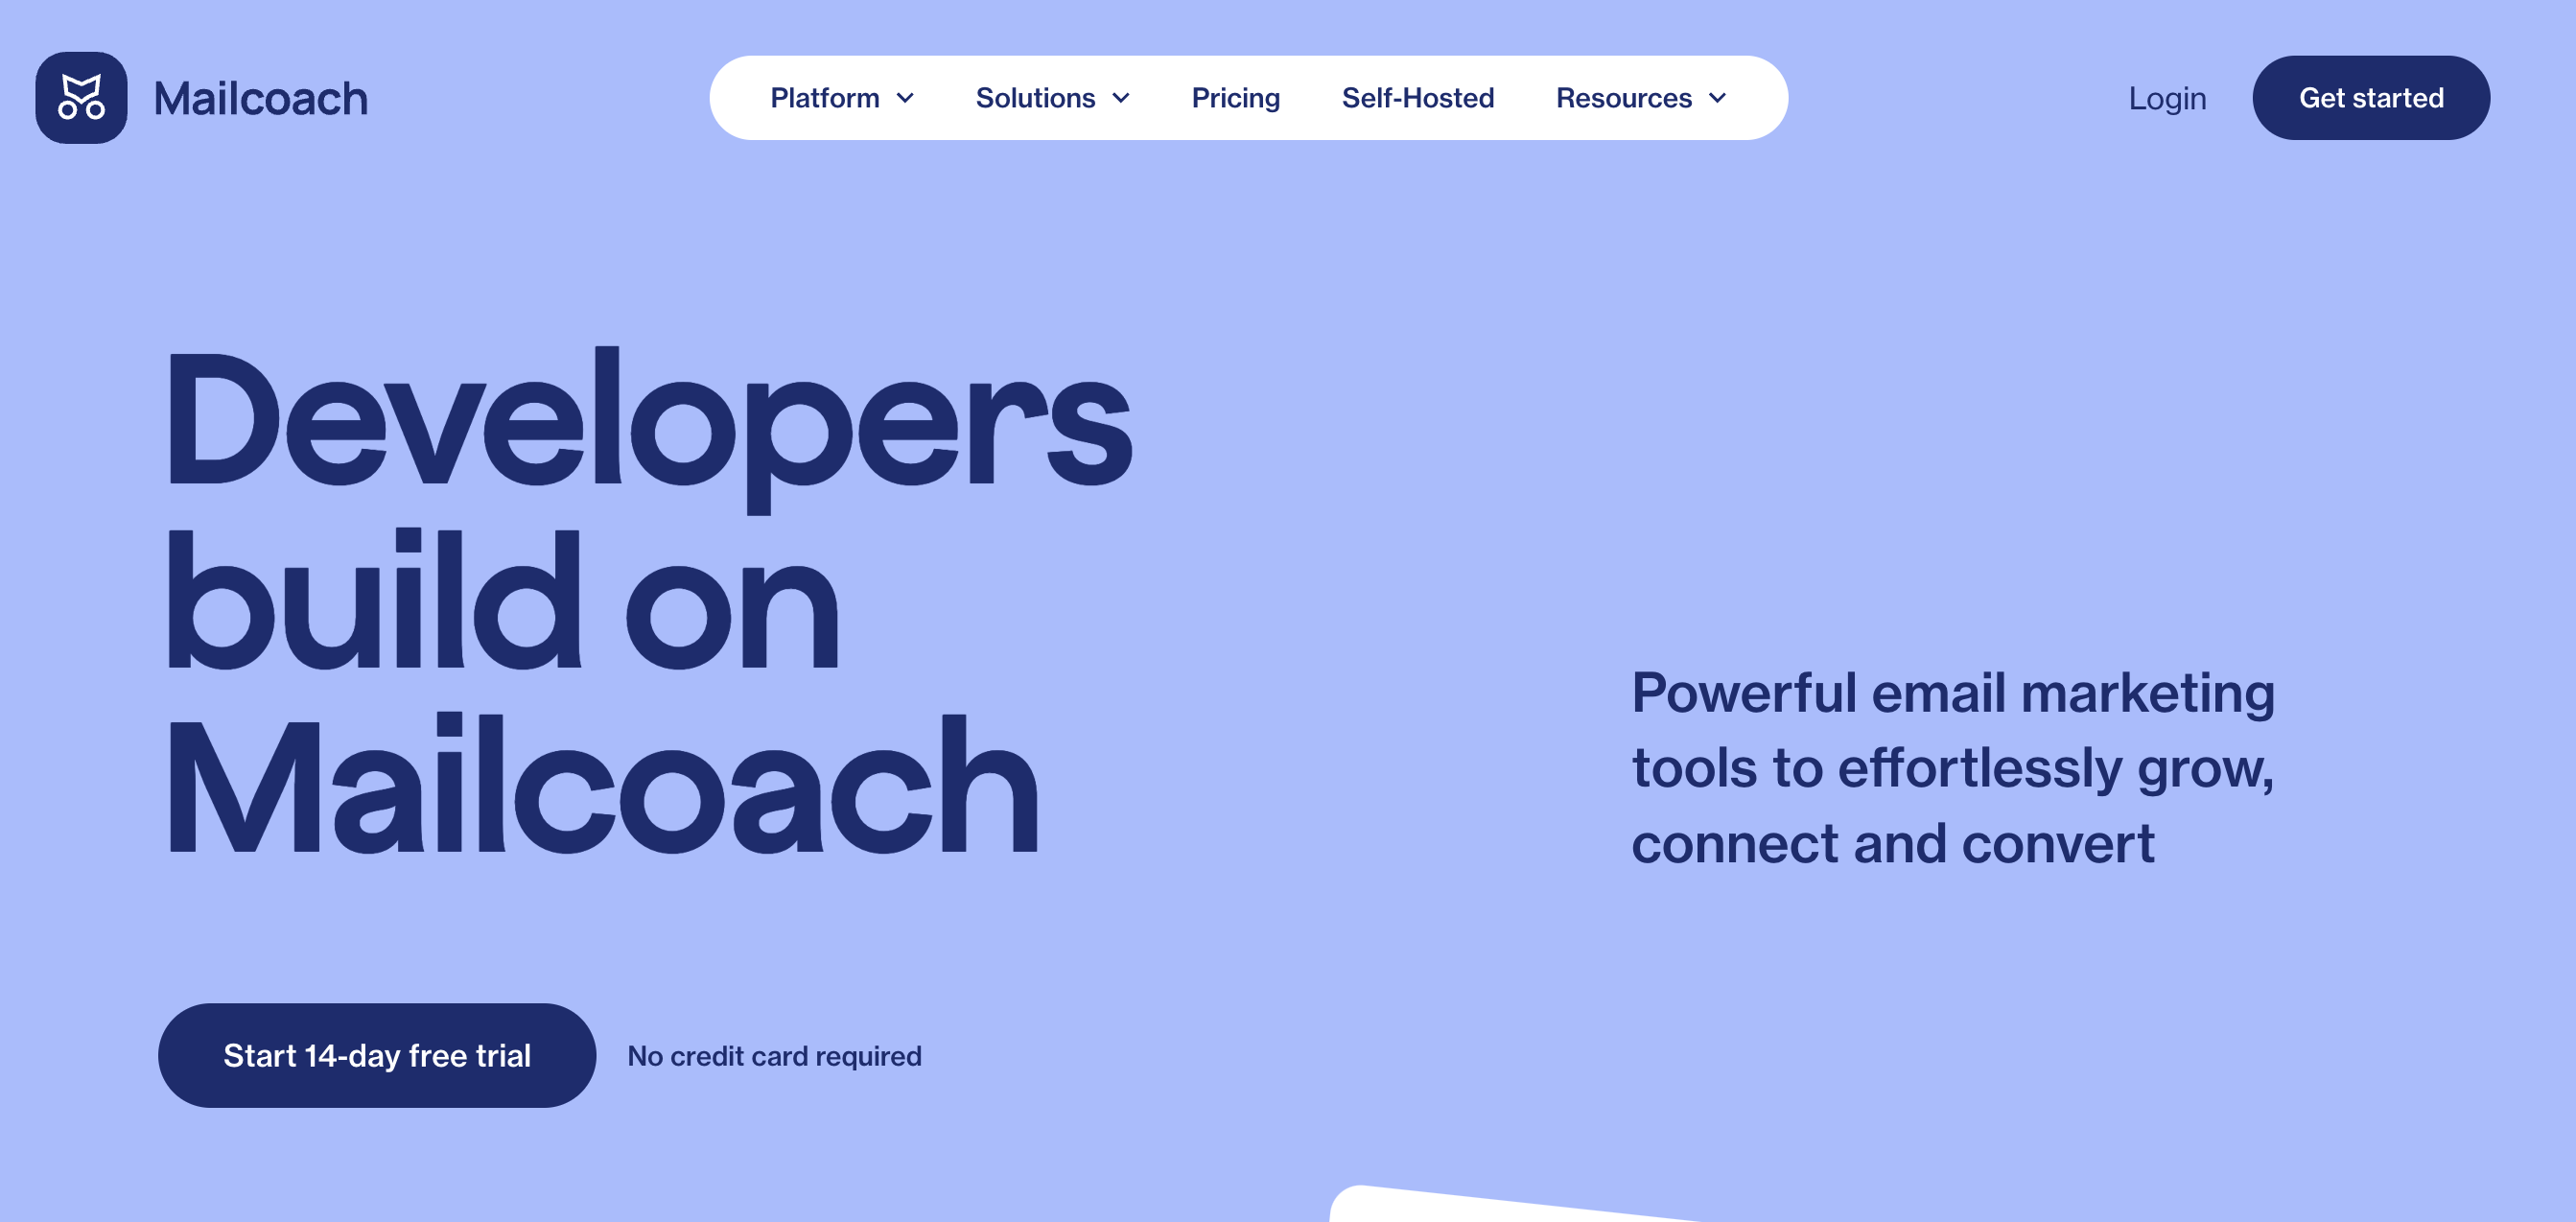 Mailcoach
Platform
Solutions
Pricing
Self-Hosted
Resources
Login
Get started
Developers
build on
Mailcoach
Powerful email marketing
tools to effortlessly grow,
connect and convert
Start 14-day free trial
No credit card required